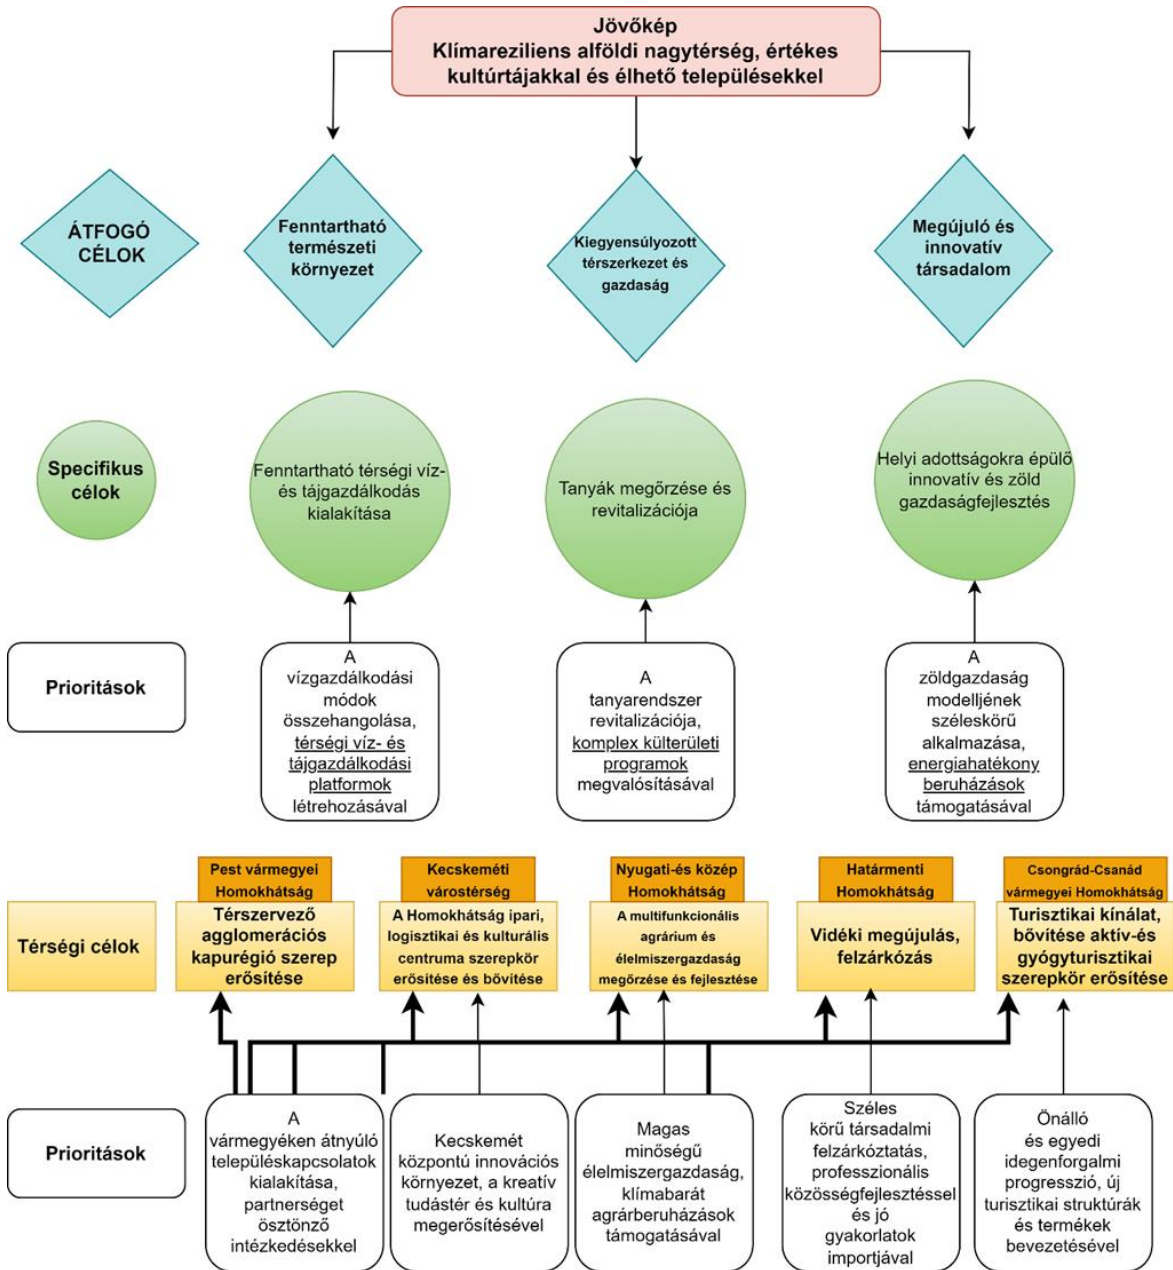 Jövőkép
Klímareziliens alföldi nagytérség, értékes
kultúrtájakkal és élhető településekkel
ÁTFOGÓ
CÉLOK
Fenntartható
természeti
környezet
Kiegyensúlyozott
térszerkezet és
gazdaság
Megújuló és
innovatív
társadalom
Specifikus
célok
Fenntartható térségi víz-
és tájgazdálkodás
kialakítása
Tanyák megőrzése és
revitalizációja
Helyi adottságokra épülő
innovatív és zöld
gazdaságfejlesztés
Prioritások
A
vízgazdálkodási
módok
összehangolása,
térségi víz- és
tájgazdálkodási
platformok
létrehozásával
A
tanyarendszer
revitalizációja,
komplex külterületi
programok
megvalósításával
A
zöldgazdaság
modelljének
széleskörű
alkalmazása,
energiahatékony
beruházások
támogatásával
Térségi célok
Pest vármegyei
Homokhátság
Térszervező
agglomerációs
kapurégió szerep
erősítése
Kecskeméti
várostérség
A Homokhátság ipari,
logisztikai és kulturális
centruma szerepkör
erősítése és bővítése
Nyugati-és közép
Homokhátság
A multifunkcionális
agrárium és
élelmiszergazdaság
megőrzése és fejlesztése
Határmenti
Homokhátság
Vidéki megújulás,
felzárkózás
Csongrád-Csanád
vármegyei Homokhátság
Turisztikai kínálat,
bővítése aktív-és
gyógyturisztikai
szerepkör erősítése
Prioritások
A
vármegyéken átnyúló
településkapcsolatok
kialakítása,
partnerséget
ösztönző
intézkedésekkel
Kecskemét
központú innovációs
környezet, a kreatív
tudástér és kultúra
megerősítésével
Magas
minőségű
élelmiszergazdaság,
klímabarát
agrárberuházások
támogatásával
Széles
körű társadalmi
felzárkóztatás,
professzionális
közösségfejlesztéssel
és jó
gyakorlatok
importjával
Önálló
és egyedi
idegenforgalmi
progresszió, új
turisztikai struktúrák
és termékek
bevezetésével